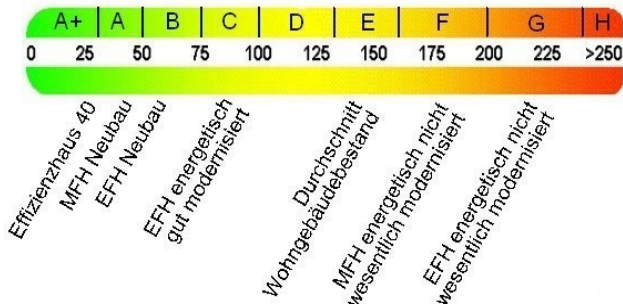 A+ A B C D E F G H
0 25 50 75 100 125 150 175 200 225 >250
Effizienzhaus 40
MFH Neubau
EFH Neubau
EFH energetisch
gut modernisiert
Durchschnitt
Wohngebäudebestand
MFH energetisch nicht
wesentlich modernisiert
EFH energetisch nicht
wesentlich modernisiert